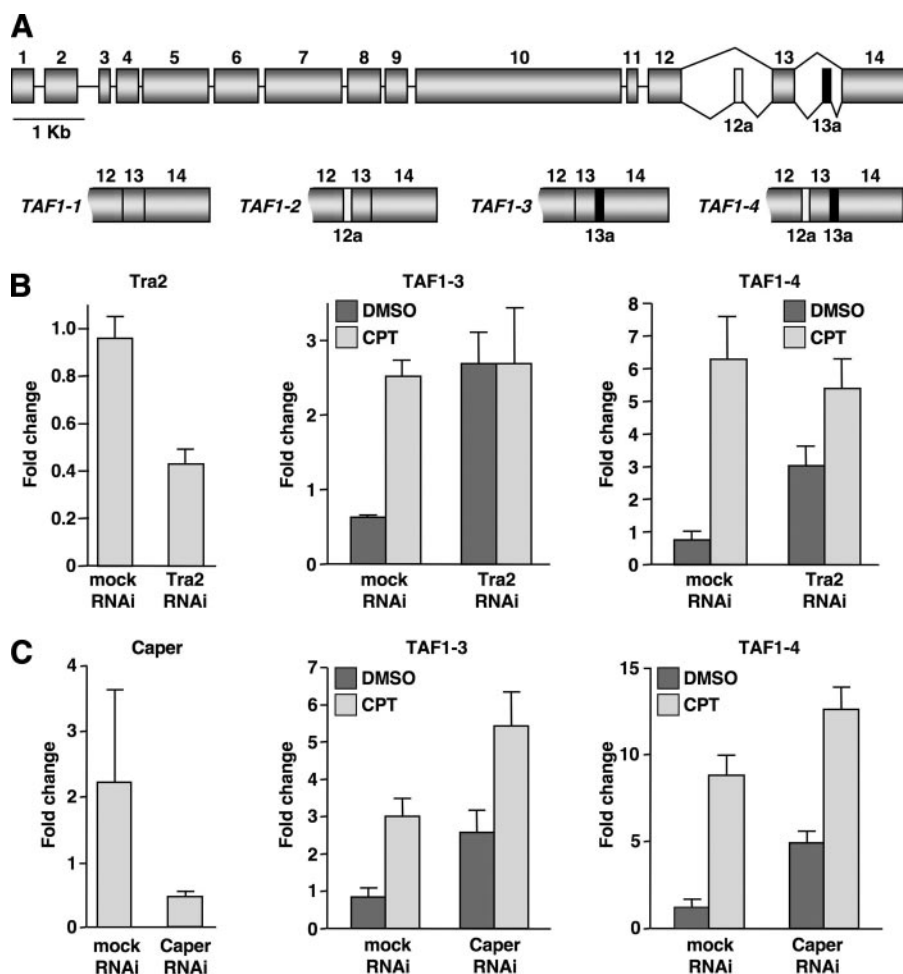 A
1 2 3 4 5 6 7 8 9 10 11 12 13 14
1 Kb
12a 13a
12 13 14
TAF1-1
12 13 14
TAF1-2
12a
12 13 14
TAF1-3
13a
12 13 14
TAF1-4
12a 13a
B
Tra2
Fold change
1.0
0.8
0.6
0.4
0.2
0
mock RNAi
Tra2 RNAi
TAF1-3
DMSO
CPT
Fold change
3
2
1
0
mock RNAi
Tra2 RNAi
TAF1-4
DMSO
CPT
Fold change
8
7
6
5
4
3
2
1
0
mock RNAi
Tra2 RNAi
C
Caper
Fold change
4
3
2
1
0
mock RNAi
Caper RNAi
TAF1-3
DMSO
CPT
Fold change
7
6
5
4
3
2
1
0
mock RNAi
Caper RNAi
TAF1-4
DMSO
CPT
Fold change
15
10
5
0
mock RNAi
Caper RNAi